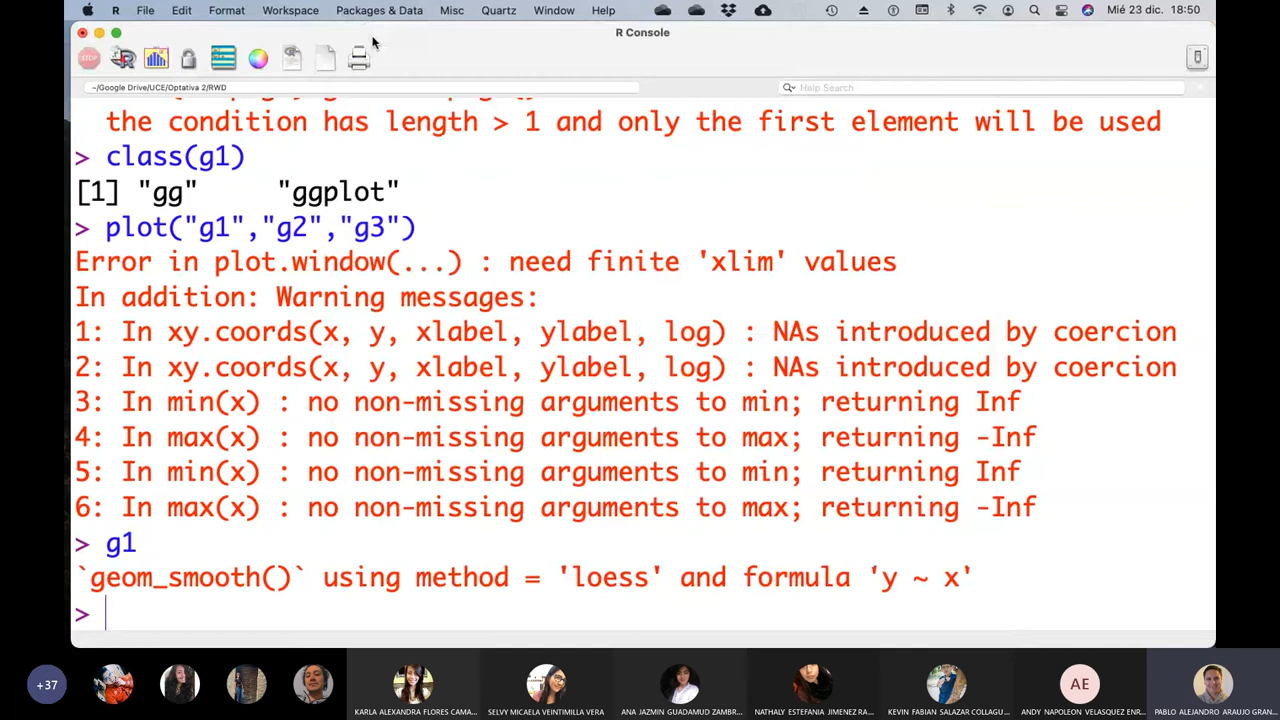 R File Edit Format Workspace Packages & Data Misc Quartz Window Help Mié 23 dic. 18:50
R Console
STOP
~/Google Drive/UCE/Optativa 2/RWD
Help Search
the condition has length > 1 and only the first element will be used
> class(g1)
[1] "gg" "ggplot"
> plot("g1","g2","g3")
Error in plot.window(...) : need finite 'xlim' values
In addition: Warning messages:
1: In xy.coords(x, y, xlabel, ylabel, log) : NAs introduced by coercion
2: In xy.coords(x, y, xlabel, ylabel, log) : NAs introduced by coercion
3: In min(x) : no non-missing arguments to min; returning Inf
4: In max(x) : no non-missing arguments to max; returning -Inf
5: In min(x) : no non-missing arguments to min; returning Inf
6: In max(x) : no non-missing arguments to max; returning -Inf
> g1
`geom_smooth()` using method = 'loess' and formula 'y ~ x'
>
+37
AE
KARLA ALEXANDRA FLORES CAMA... SELVY MICAELA VEINTIMILLA VERA ANA JAZMIN GUADAMUD ZAMBR... NATHALY ESTEFANIA JIMENEZ RA... KEVIN FABIAN SALAZAR COLLAGU... ANDY NAPOLEON VELASQUEZ ENR... PABLO ALEJANDRO ARAUJO GRAN...